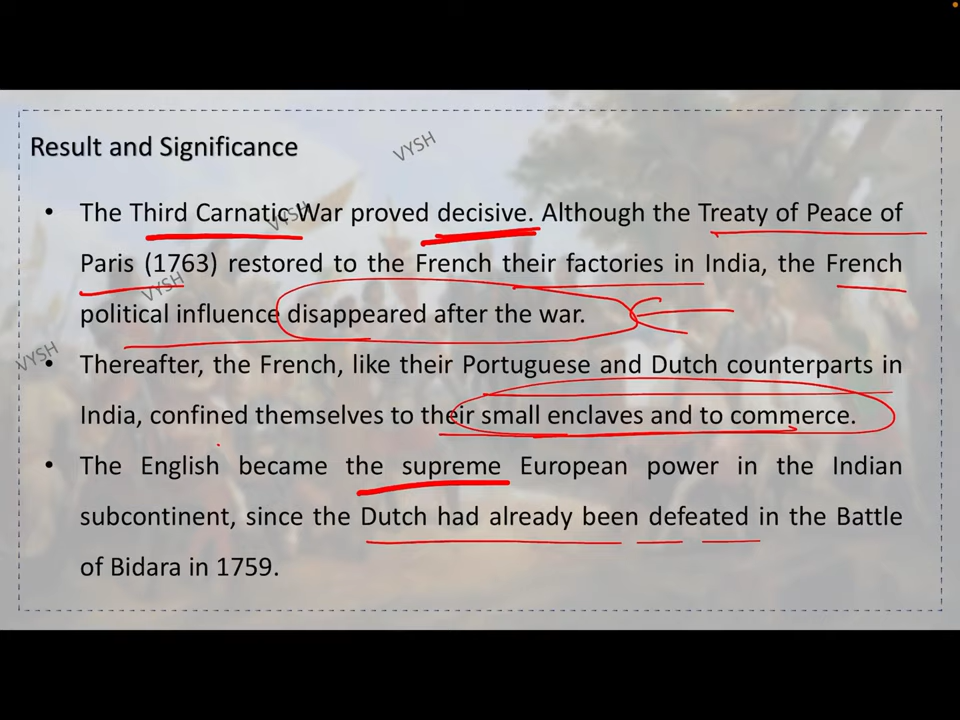 Result and Significance
VYSH
• The Third Carnatic War proved decisive. Although the Treaty of Peace of
VYSH
Paris (1763) restored to the French their factories in India, the French
VYSH
political influence disappeared after the war.
VYSH
• Thereafter, the French, like their Portuguese and Dutch counterparts in
India, confined themselves to their small enclaves and to commerce.
• The English became the supreme European power in the Indian
subcontinent, since the Dutch had already been defeated in the Battle
of Bidara in 1759.